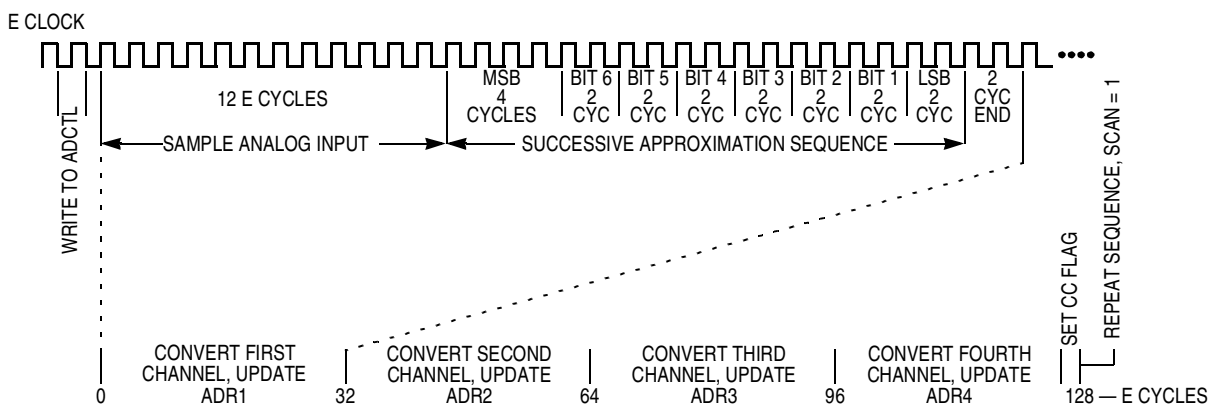 E CLOCK
WRITE TO ADCTL
12 E CYCLES
MSB
4
CYCLES
BIT 6
2
CYC
BIT 5
2
CYC
BIT 4
2
CYC
BIT 3
2
CYC
BIT 2
2
CYC
BIT 1
2
CYC
LSB
2
CYC
2
CYC
END
SAMPLE ANALOG INPUT
SUCCESSIVE APPROXIMATION SEQUENCE
SET CC FLAG
REPEAT SEQUENCE, SCAN = 1
CONVERT FIRST
CHANNEL, UPDATE
ADR1
CONVERT SECOND
CHANNEL, UPDATE
ADR2
CONVERT THIRD
CHANNEL, UPDATE
ADR3
CONVERT FOURTH
CHANNEL, UPDATE
ADR4
0
32
64
96
128 — E CYCLES